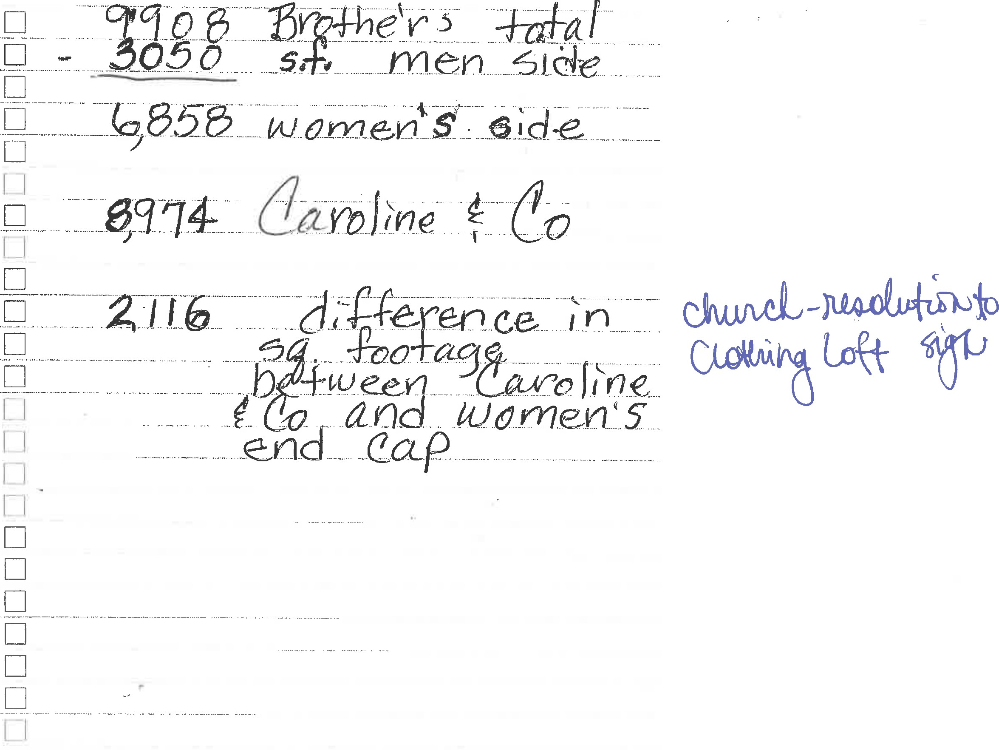 9908 Brother's total
- 3050 s.f. men side
6,858 women's side
8,974 Caroline & Co
2,116 difference in
sq. footage
between Caroline
& Co. and women's
end cap
church-resolution to
Clothing Loft sign